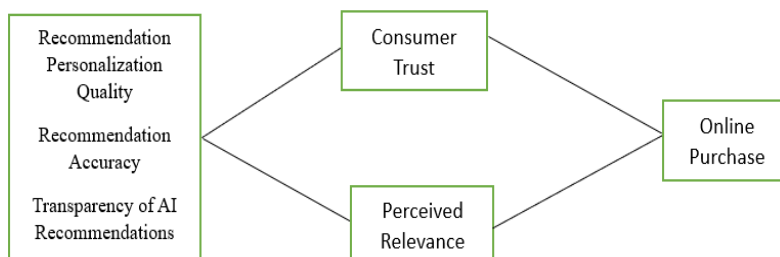 Recommendation
Personalization
Quality
Recommendation
Accuracy
Transparency of AI
Recommendations
Consumer
Trust
Perceived
Relevance
Online
Purchase